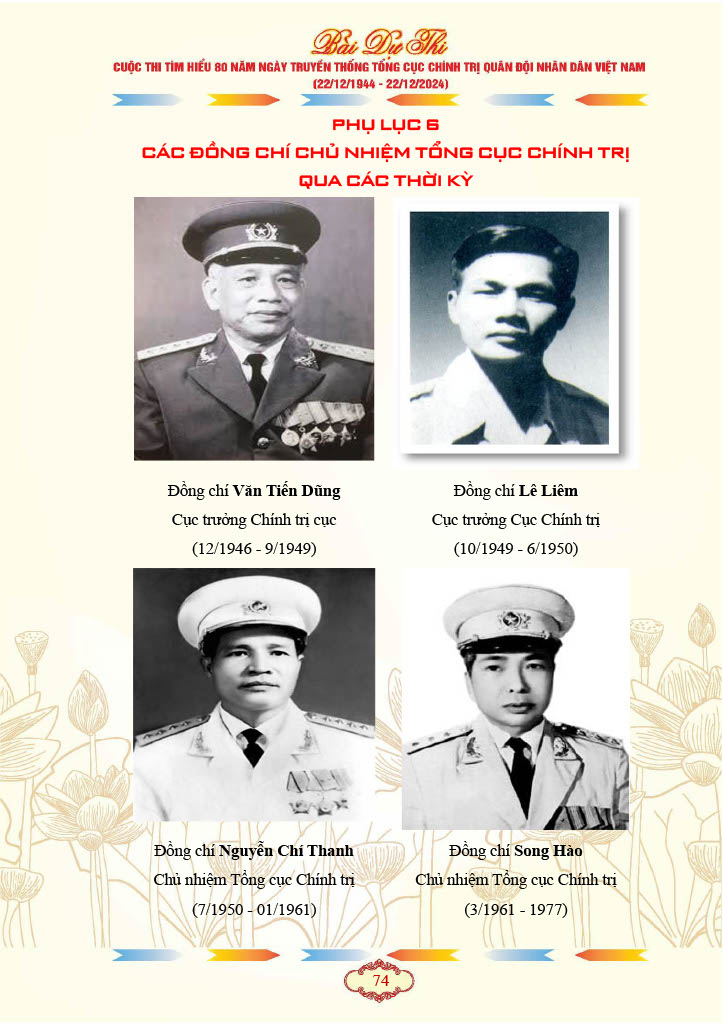 Bài Dự Thi
CUỘC THI TÌM HIỂU 80 NĂM NGÀY TRUYỀN THỐNG TỔNG CỤC CHÍNH TRỊ QUÂN ĐỘI NHÂN DÂN VIỆT NAM
(22/12/1944 - 22/12/2024)
PHỤ LỤC 6
CÁC ĐỒNG CHÍ CHỦ NHIỆM TỔNG CỤC CHÍNH TRỊ
QUA CÁC THỜI KỲ
Đồng chí Văn Tiến Dũng
Cục trưởng Chính trị cục
(12/1946 - 9/1949)
Đồng chí Lê Liêm
Cục trưởng Cục Chính trị
(10/1949 - 6/1950)
Đồng chí Nguyễn Chí Thanh
Chủ nhiệm Tổng cục Chính trị
(7/1950 - 01/1961)
Đồng chí Song Hào
Chủ nhiệm Tổng cục Chính trị
(3/1961 - 1977)
74